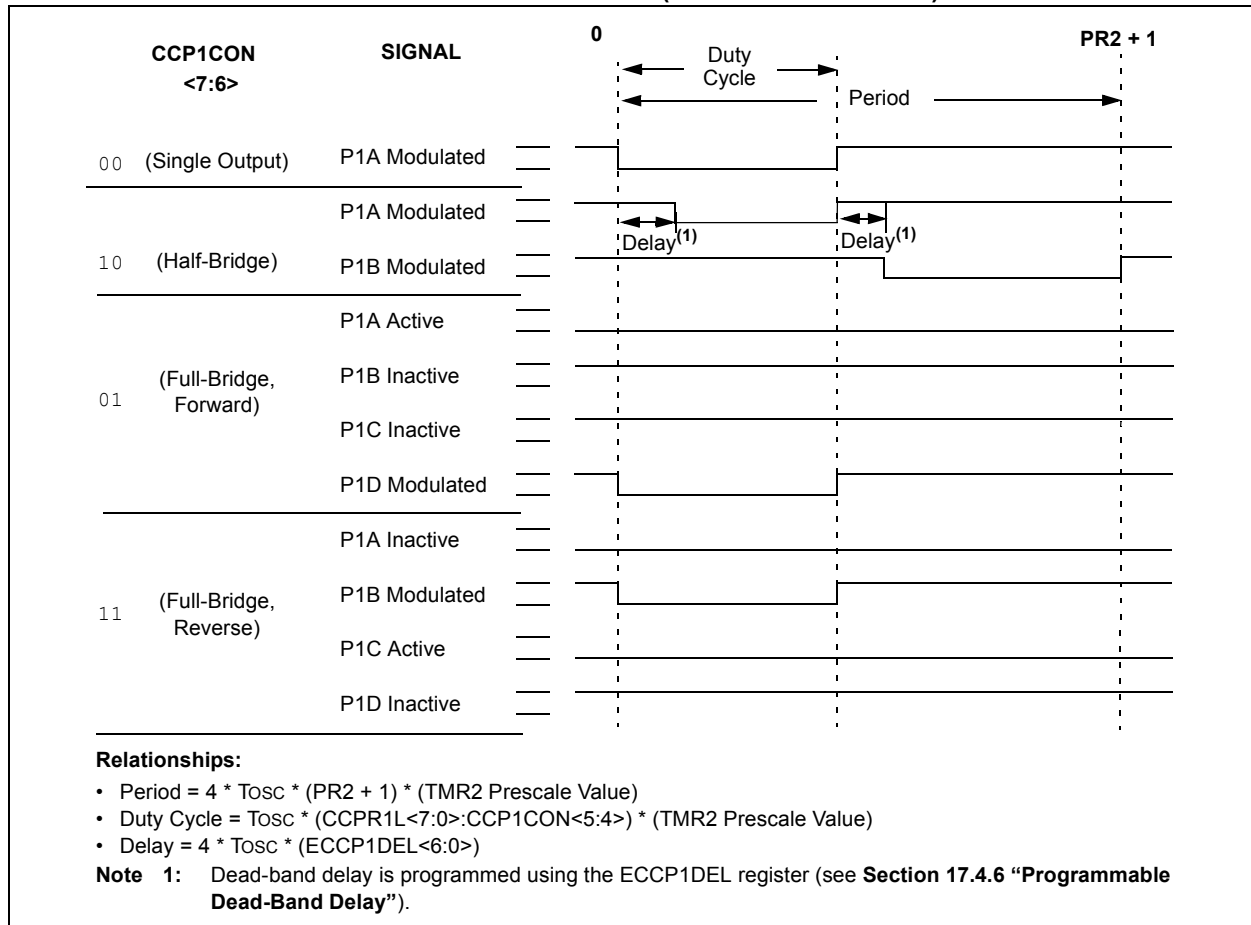 CCP1CON
<7:6>
SIGNAL
0
PR2 + 1
Duty
Cycle
Period
00 (Single Output) P1A Modulated
P1A Modulated
Delay(1) Delay(1)
10 (Half-Bridge) P1B Modulated
P1A Active
P1B Inactive
01 (Full-Bridge,
Forward)
P1C Inactive
P1D Modulated
P1A Inactive
P1B Modulated
11 (Full-Bridge,
Reverse)
P1C Active
P1D Inactive
Relationships:
• Period = 4 * TOSC * (PR2 + 1) * (TMR2 Prescale Value)
• Duty Cycle = TOSC * (CCPR1L<7:0>:CCP1CON<5:4>) * (TMR2 Prescale Value)
• Delay = 4 * TOSC * (ECCP1DEL<6:0>)
Note 1: Dead-band delay is programmed using the ECCP1DEL register (see Section 17.4.6 “Programmable
Dead-Band Delay”).